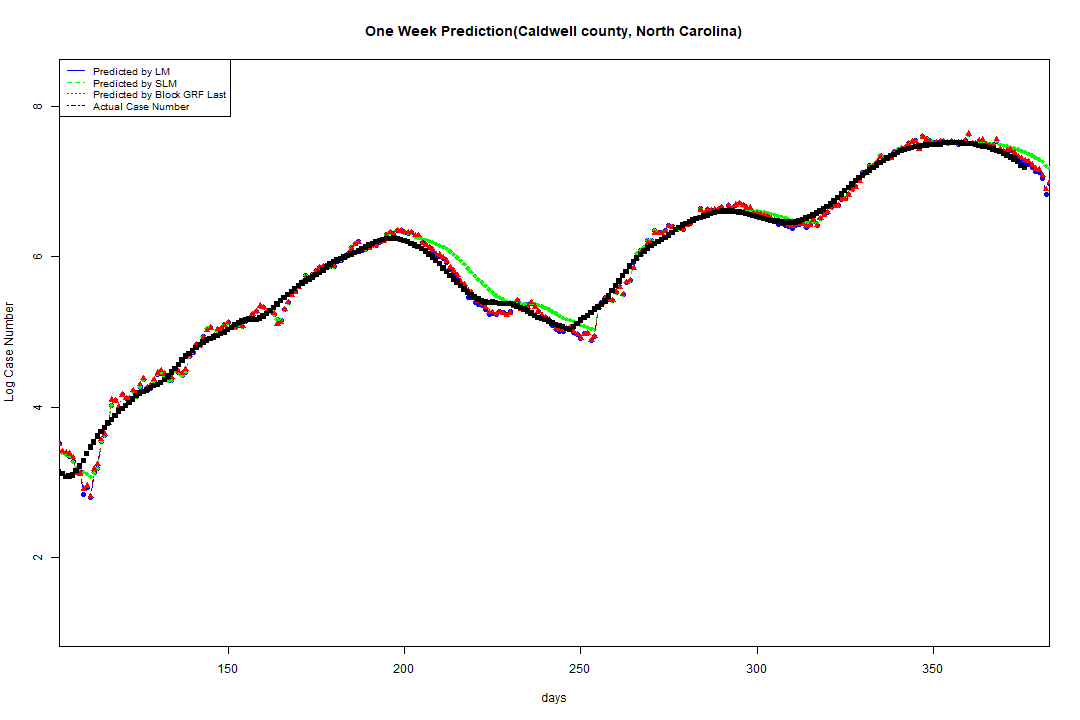 One Week Prediction(Caldwell county, North Carolina)
Predicted by LM
Predicted by SLM
Predicted by Block GRF Last
Actual Case Number
8
6
4
2
Log Case Number
150 200 250 300 350
days